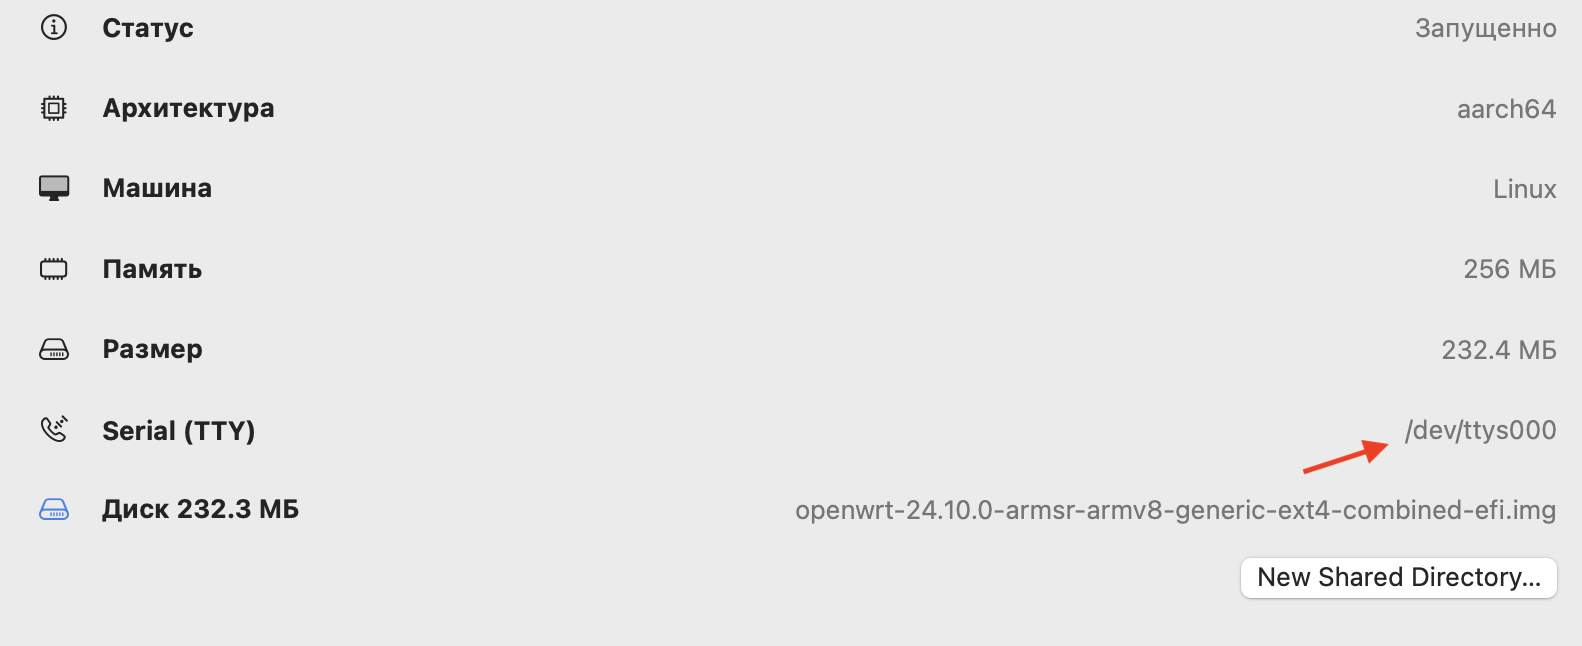 Статус Запущенно
Архитектура aarch64
Машина Linux
Память 256 МБ
Размер 232.4 МБ
Serial (TTY) /dev/ttys000
Диск 232.3 МБ openwrt-24.10.0-armsr-armv8-generic-ext4-combined-efi.img
New Shared Directory...